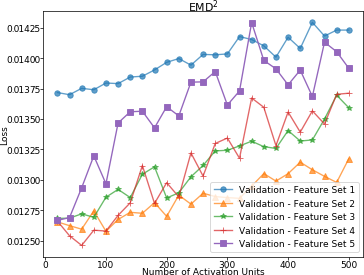 EMD²
0.01425
0.01400
0.01375
0.01350
0.01325
0.01300
0.01275
0.01250
Loss
Validation - Feature Set 1
Validation - Feature Set 2
Validation - Feature Set 3
Validation - Feature Set 4
Validation - Feature Set 5
0 100 200 300 400 500
Number of Activation Units